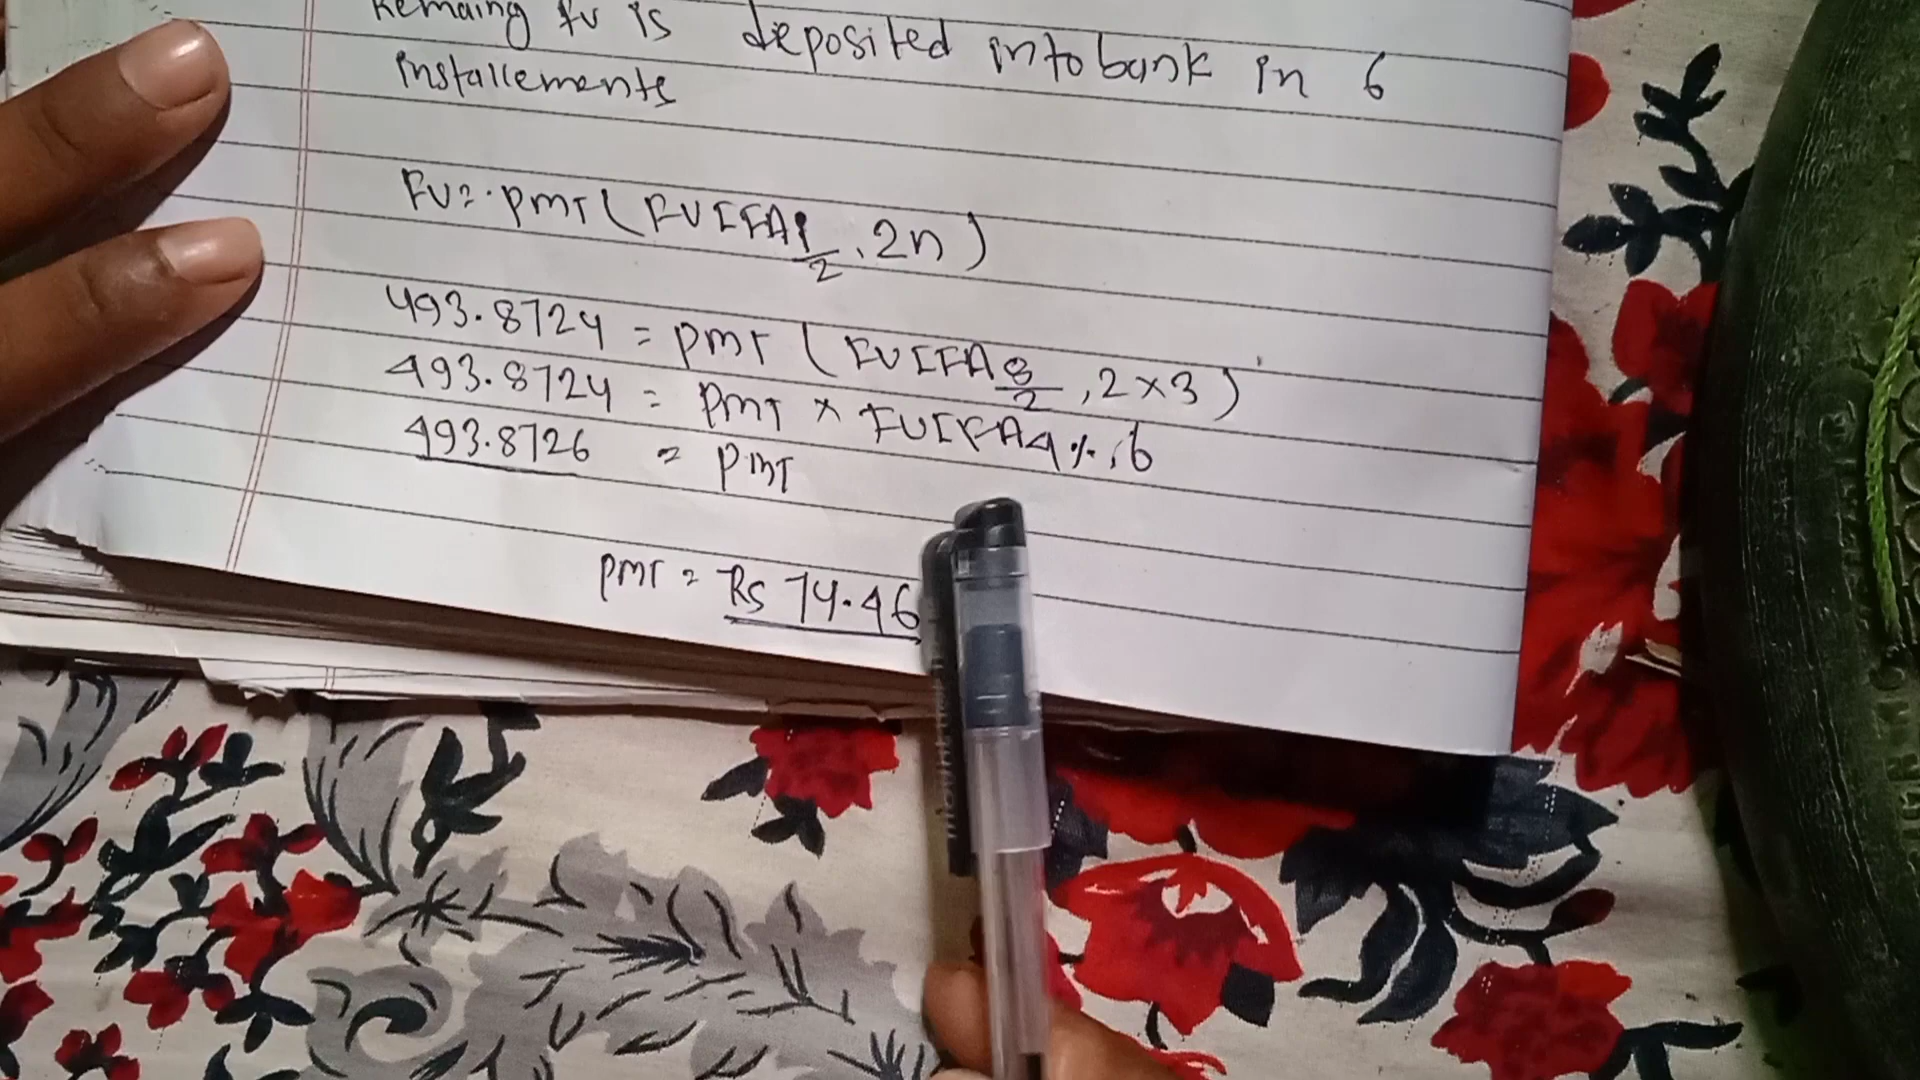 Remaing fv is deposited into bank in 6
installements
FV = PMT ( FVIFA i/2 , 2n )
493.8724 = PMT ( FVIFA 8/2 , 2×3 )
493.8724 = PMT × FVIFA 4%, 6
493.8726 = PMT
PMT = Rs 74.46